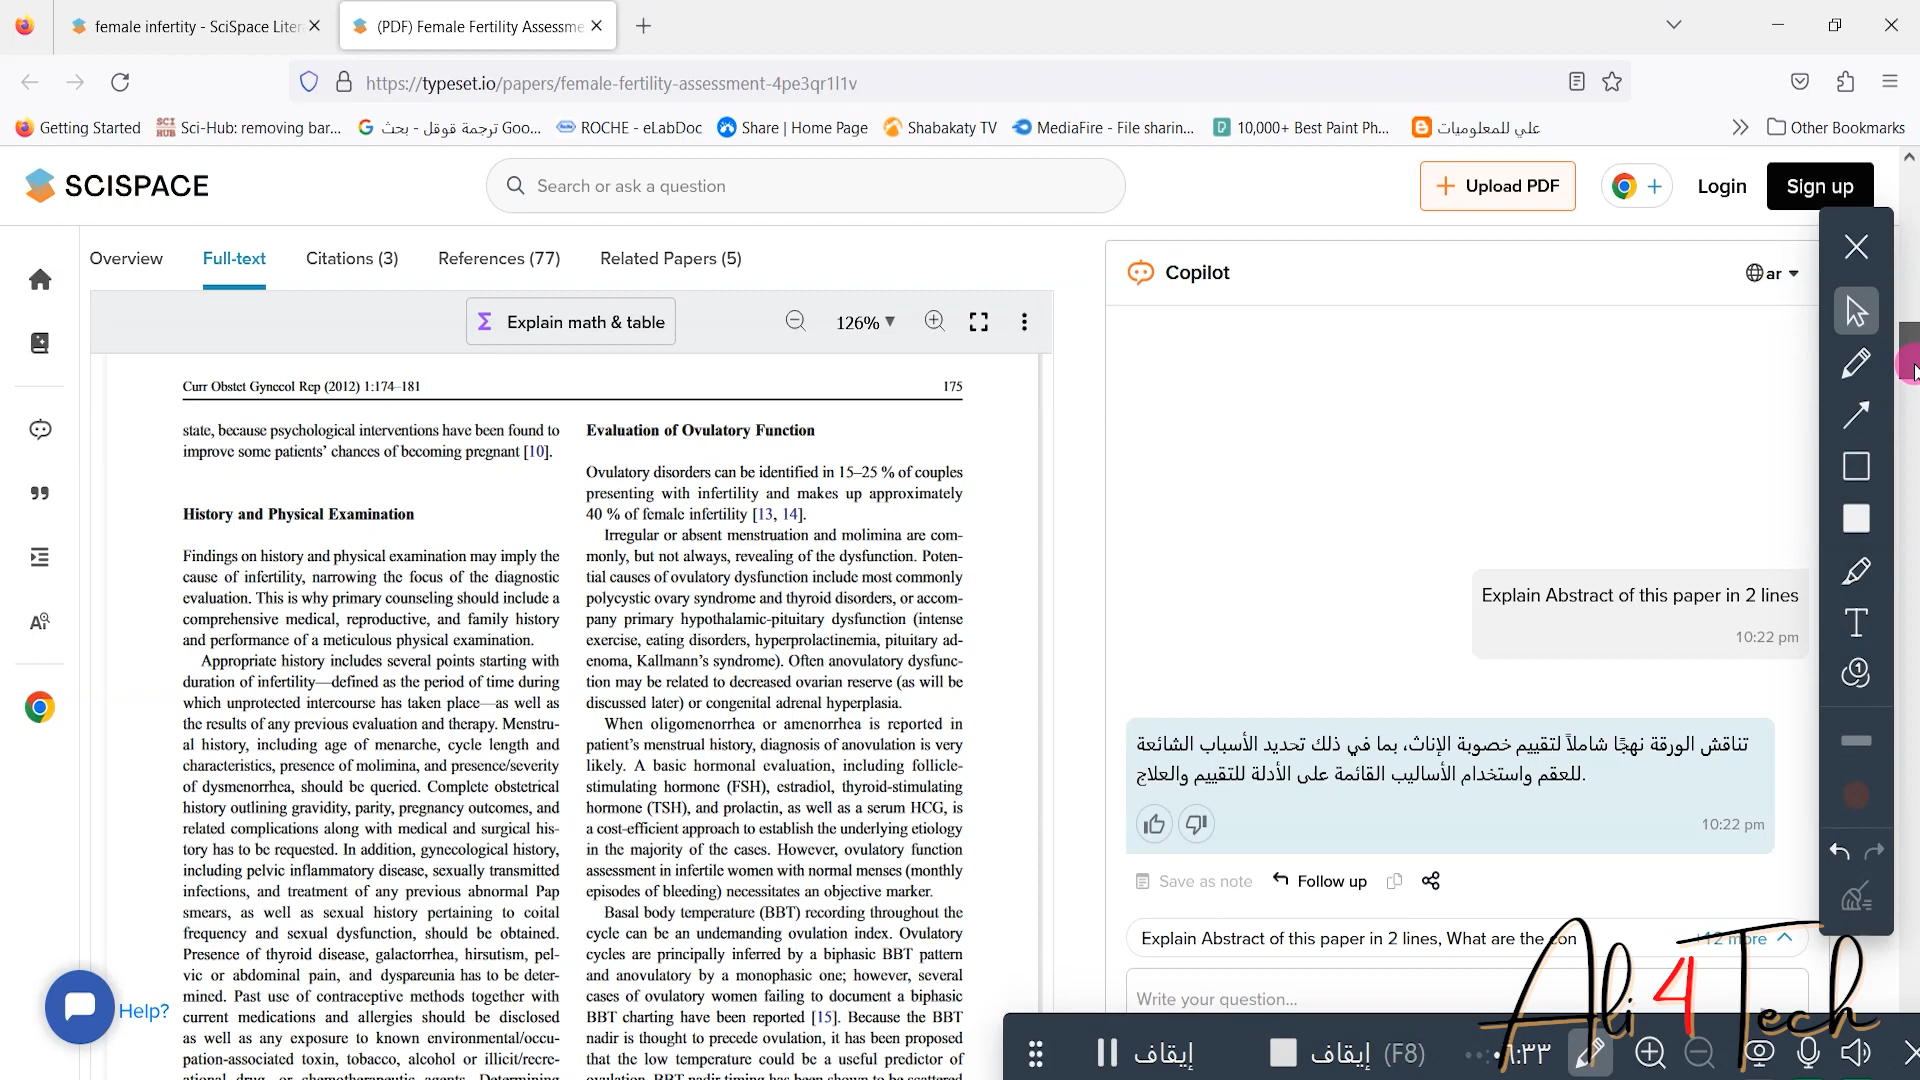 female infertity - SciSpace Liter
(PDF) Female Fertility Assessme
https://typeset.io/papers/female-fertility-assessment-4pe3qr1l1v
Getting Started
SCI HUB
Sci-Hub: removing bar...
ترجمة قوقل - بحث Goo...
ROCHE - eLabDoc
Share | Home Page
Shabakaty TV
MediaFire - File sharin...
10,000+ Best Paint Ph...
علي للمعلوميات
Other Bookmarks
SCISPACE
Search or ask a question
Upload PDF
Login
Sign up
Overview
Full-text
Citations (3)
References (77)
Related Papers (5)
Explain math & table
126%
Curr Obstet Gynecol Rep (2012) 1:174–181
175
state, because psychological interventions have been found to
improve some patients’ chances of becoming pregnant [10].
History and Physical Examination
Findings on history and physical examination may imply the
cause of infertility, narrowing the focus of the diagnostic
evaluation. This is why primary counseling should include a
comprehensive medical, reproductive, and family history
and performance of a meticulous physical examination.
Appropriate history includes several points starting with
duration of infertility—defined as the period of time during
which unprotected intercourse has taken place—as well as
the results of any previous evaluation and therapy. Menstru-
al history, including age of menarche, cycle length and
characteristics, presence of molimina, and presence/severity
of dysmenorrhea, should be queried. Complete obstetrical
history outlining gravidity, parity, pregnancy outcomes, and
related complications along with medical and surgical his-
tory has to be requested. In addition, gynecological history,
including pelvic inflammatory disease, sexually transmitted
infections, and treatment of any previous abnormal Pap
smears, as well as sexual history pertaining to coital
frequency and sexual dysfunction, should be obtained.
Presence of thyroid disease, galactorrhea, hirsutism, pel-
vic or abdominal pain, and dyspareunia has to be deter-
mined. Past use of contraceptive methods together with
current medications and allergies should be disclosed
as well as any exposure to known environmental/occu-
pation-associated toxin, tobacco, alcohol or illicit/recre-
ational drug, or chemotherapeutic agents. Determining
Evaluation of Ovulatory Function
Ovulatory disorders can be identified in 15–25 % of couples
presenting with infertility and makes up approximately
40 % of female infertility [13, 14].
Irregular or absent menstruation and molimina are com-
monly, but not always, revealing of the dysfunction. Poten-
tial causes of ovulatory dysfunction include most commonly
polycystic ovary syndrome and thyroid disorders, or accom-
pany primary hypothalamic-pituitary dysfunction (intense
exercise, eating disorders, hyperprolactinemia, pituitary ad-
enoma, Kallmann’s syndrome). Often anovulatory dysfunc-
tion may be related to decreased ovarian reserve (as will be
discussed later) or congenital adrenal hyperplasia.
When oligomenorrhea or amenorrhea is reported in
patient’s menstrual history, diagnosis of anovulation is very
likely. A basic hormonal evaluation, including follicle-
stimulating hormone (FSH), estradiol, thyroid-stimulating
hormone (TSH), and prolactin, as well as a serum HCG, is
a cost-efficient approach to establish the underlying etiology
in the majority of the cases. However, ovulatory function
assessment in infertile women with normal menses (monthly
episodes of bleeding) necessitates an objective marker.
Basal body temperature (BBT) recording throughout the
cycle can be an undemanding ovulation index. Ovulatory
cycles are principally inferred by a biphasic BBT pattern
and anovulatory by a monophasic one; however, several
cases of ovulatory women failing to document a biphasic
BBT charting have been reported [15]. Because the BBT
nadir is thought to precede ovulation, it has been proposed
that the low temperature could be a useful predictor of
ovulation. BBT nadir timing has been shown to be scattered
Copilot
ar
Explain Abstract of this paper in 2 lines
10:22 pm
تناقش الورقة نهجًا شاملاً لتقييم خصوبة الإناث، بما في ذلك تحديد الأسباب الشائعة
للعقم واستخدام الأساليب القائمة على الأدلة للتقييم والعلاج.
10:22 pm
Save as note
Follow up
Explain Abstract of this paper in 2 lines, What are the con
+12 more
Write your question...
Help?
Ali 4 Tech
إيقاف
إيقاف (F8)